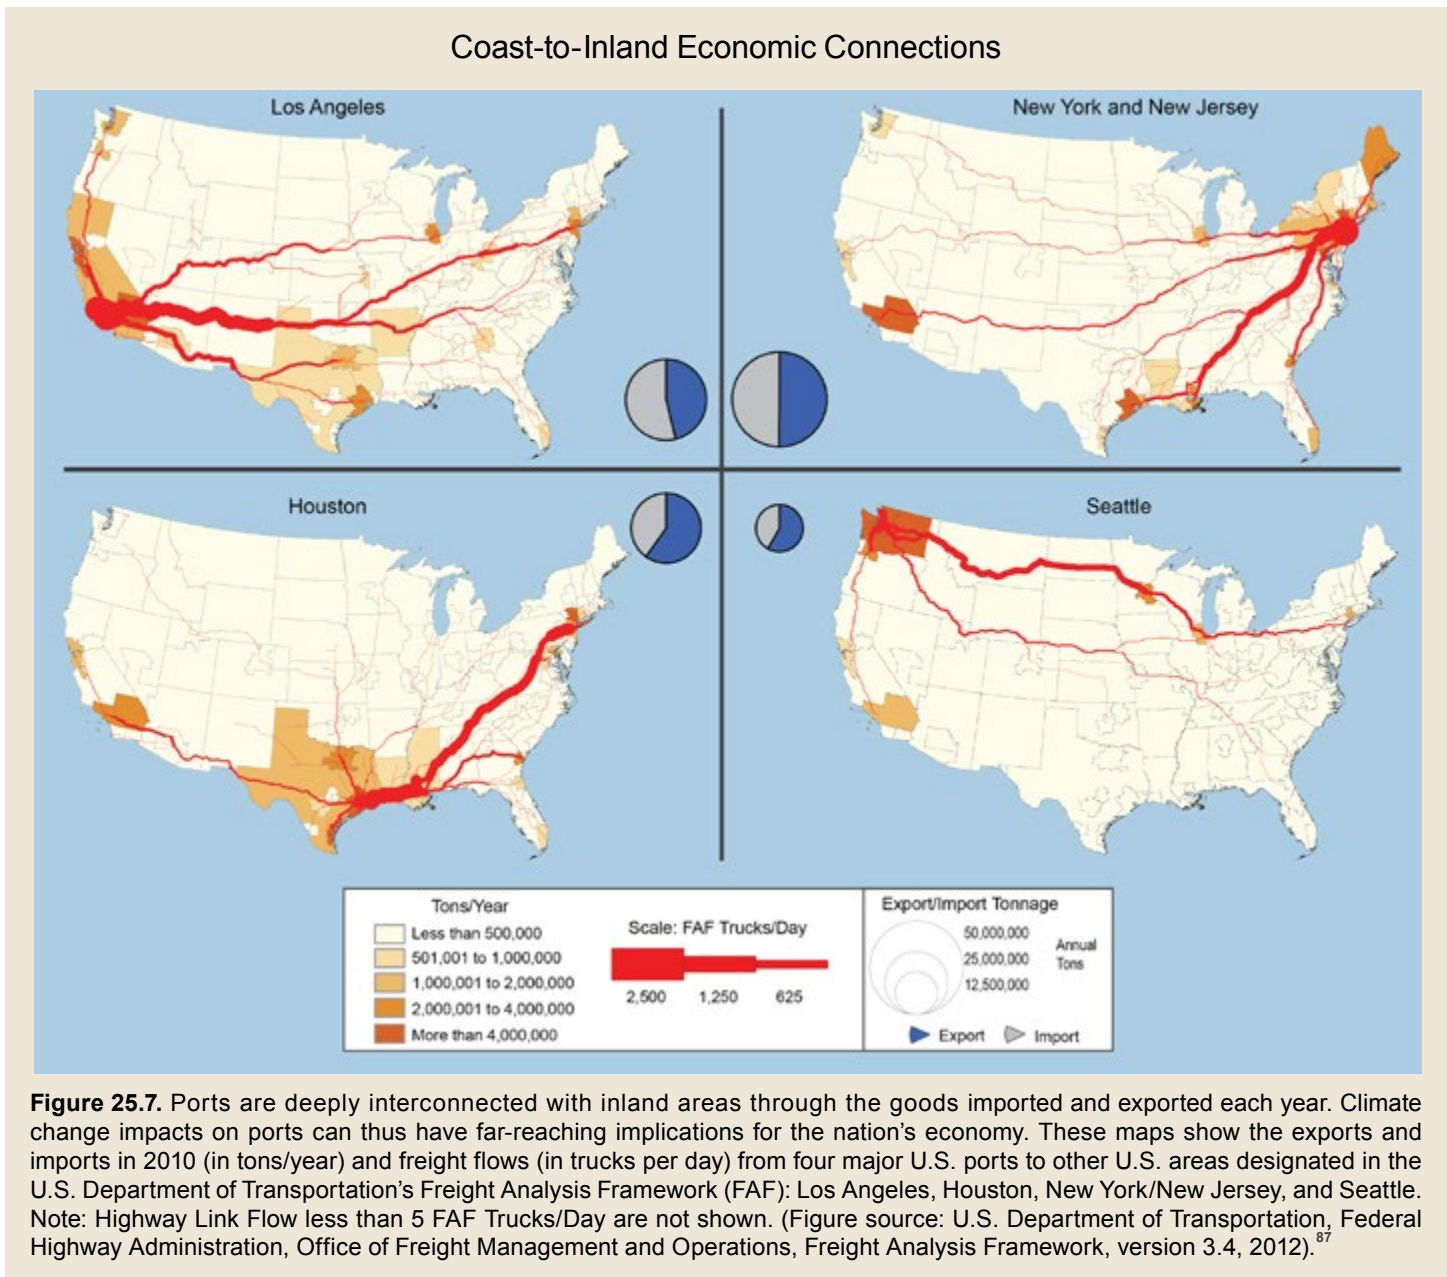 Coast-to-Inland Economic Connections
Los Angeles
New York and New Jersey
Houston
Seattle
Tons/Year
Less than 500,000
501,001 to 1,000,000
1,000,001 to 2,000,000
2,000,001 to 4,000,000
More than 4,000,000
Scale: FAF Trucks/Day
2,500 1,250 625
Export/Import Tonnage
50,000,000
25,000,000
12,500,000
Annual
Tons
Export Import
Figure 25.7. Ports are deeply interconnected with inland areas through the goods imported and exported each year. Climate
change impacts on ports can thus have far-reaching implications for the nation's economy. These maps show the exports and
imports in 2010 (in tons/year) and freight flows (in trucks per day) from four major U.S. ports to other U.S. areas designated in the
U.S. Department of Transportation's Freight Analysis Framework (FAF): Los Angeles, Houston, New York/New Jersey, and Seattle.
Note: Highway Link Flow less than 5 FAF Trucks/Day are not shown. (Figure source: U.S. Department of Transportation, Federal
Highway Administration, Office of Freight Management and Operations, Freight Analysis Framework, version 3.4, 2012).87